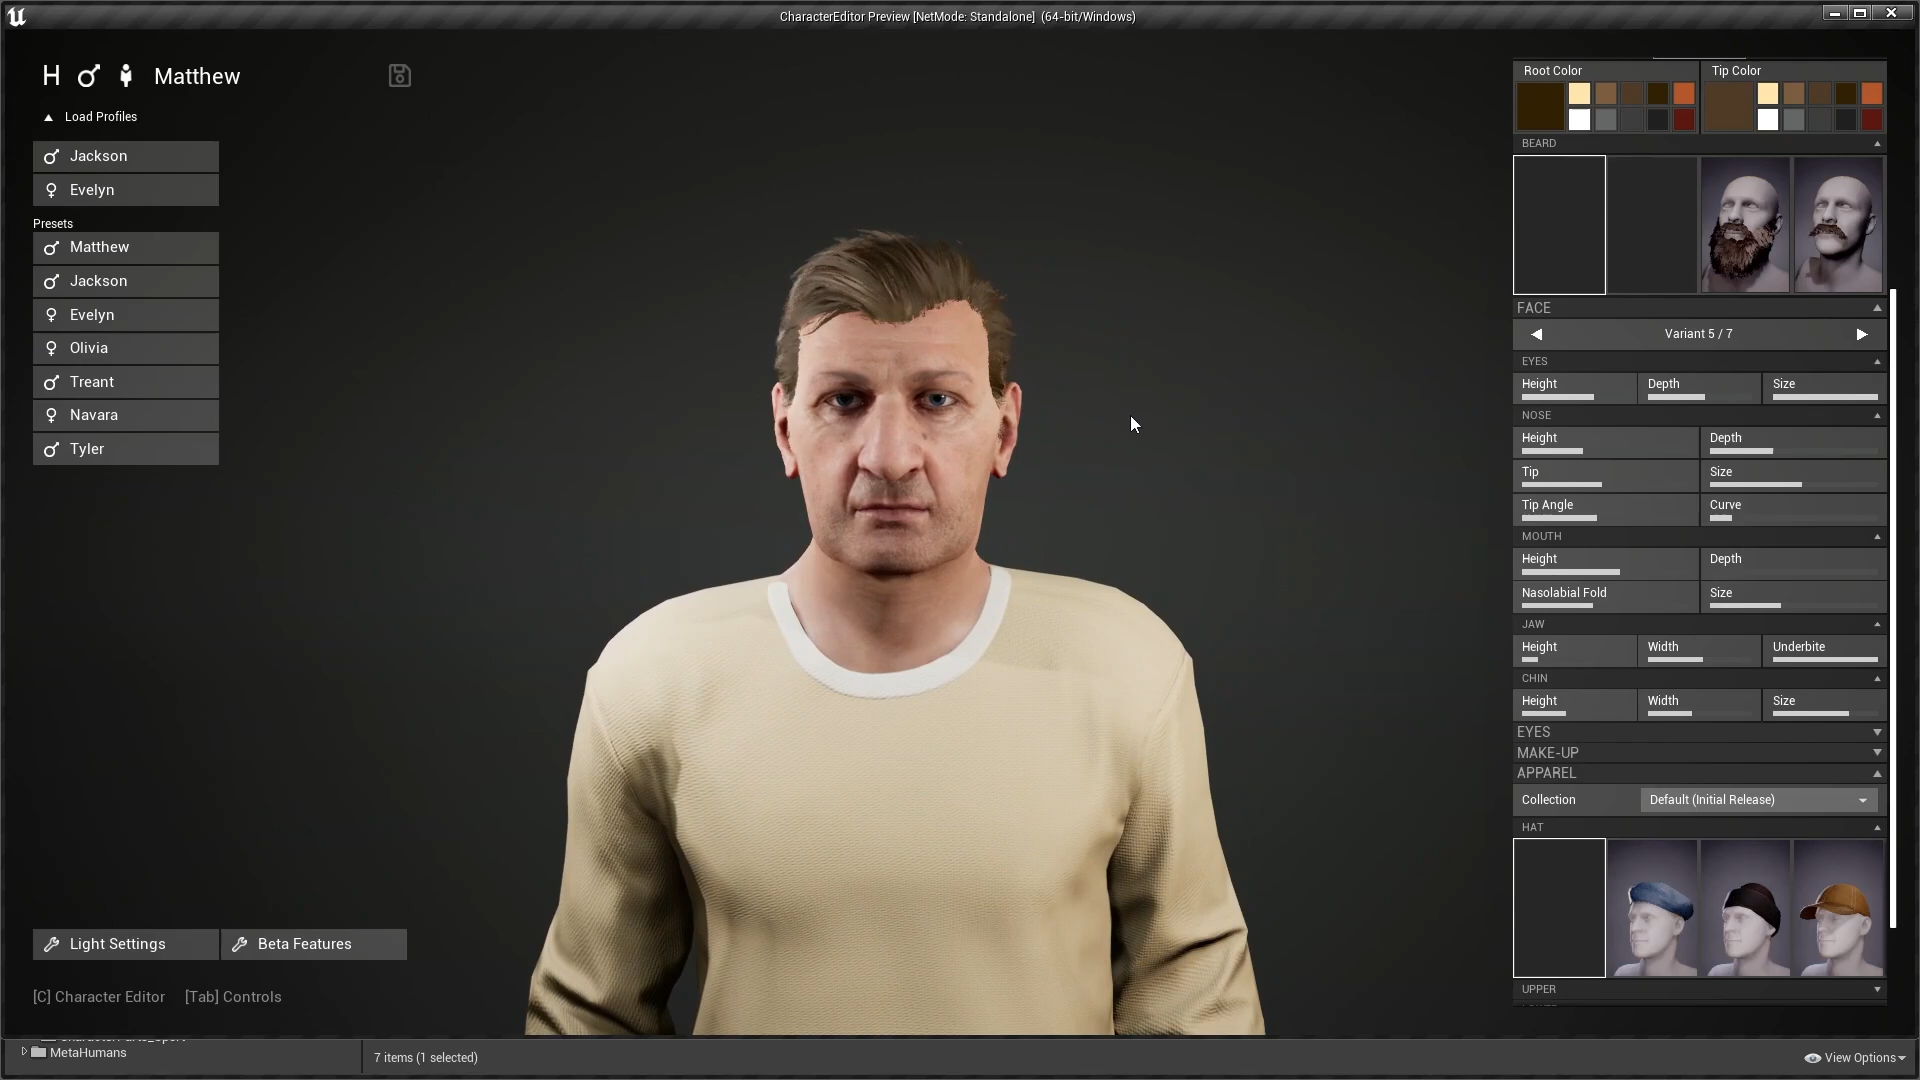 CharacterEditor Preview [NetMode: Standalone] (64-bit/Windows)
H Matthew
Load Profiles
Jackson
Evelyn
Presets
Matthew
Jackson
Evelyn
Olivia
Treant
Navara
Tyler
Light Settings
Beta Features
[C] Character Editor [Tab] Controls
Root Color
Tip Color
BEARD
FACE
Variant 5 / 7
EYES
Height
Depth
Size
NOSE
Height
Depth
Tip
Size
Tip Angle
Curve
MOUTH
Height
Depth
Nasolabial Fold
Size
JAW
Height
Width
Underbite
CHIN
Height
Width
Size
EYES
MAKE-UP
APPAREL
Collection
Default (Initial Release)
HAT
UPPER
MetaHumans
7 items (1 selected)
View Options